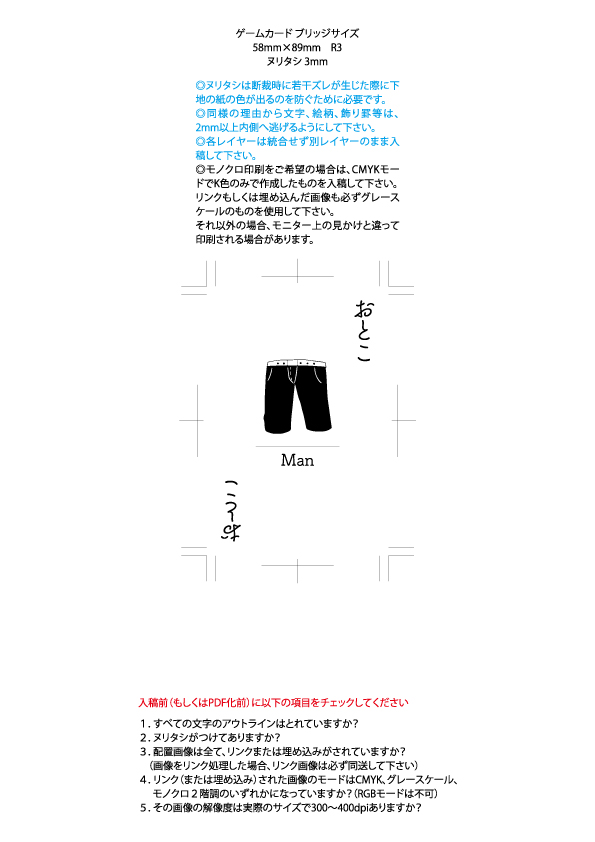 ゲームカード ブリッジサイズ
58mm×89mm R3
ヌリタシ 3mm
◎ヌリタシは断裁時に若干ズレが生じた際に下
地の紙の色が出るのを防ぐために必要です。
◎同様の理由から文字、絵柄、飾り罫等は、
2mm以上内側へ逃げるようにして下さい。
◎各レイヤーは統合せず別レイヤーのまま入
稿して下さい。
◎モノクロ印刷をご希望の場合は、CMYKモー
ドでK色のみで作成したものを入稿して下さい。
リンクもしくは埋め込んだ画像も必ずグレース
ケールのものを使用して下さい。
それ以外の場合、モニター上の見かけと違って
印刷される場合があります。
おとこ
Man
おとこ
入稿前（もしくはPDF化前）に以下の項目をチェックしてください
１．すべての文字のアウトラインはとれていますか？
２．ヌリタシがつけてありますか？
３．配置画像は全て、リンクまたは埋め込みがされていますか？
（画像をリンク処理した場合、リンク画像は必ず同送して下さい）
４．リンク（または埋め込み）された画像のモードはCMYK、グレースケール、
モノクロ２階調のいずれかになっていますか？（RGBモードは不可）
５．その画像の解像度は実際のサイズで300〜400dpiありますか？